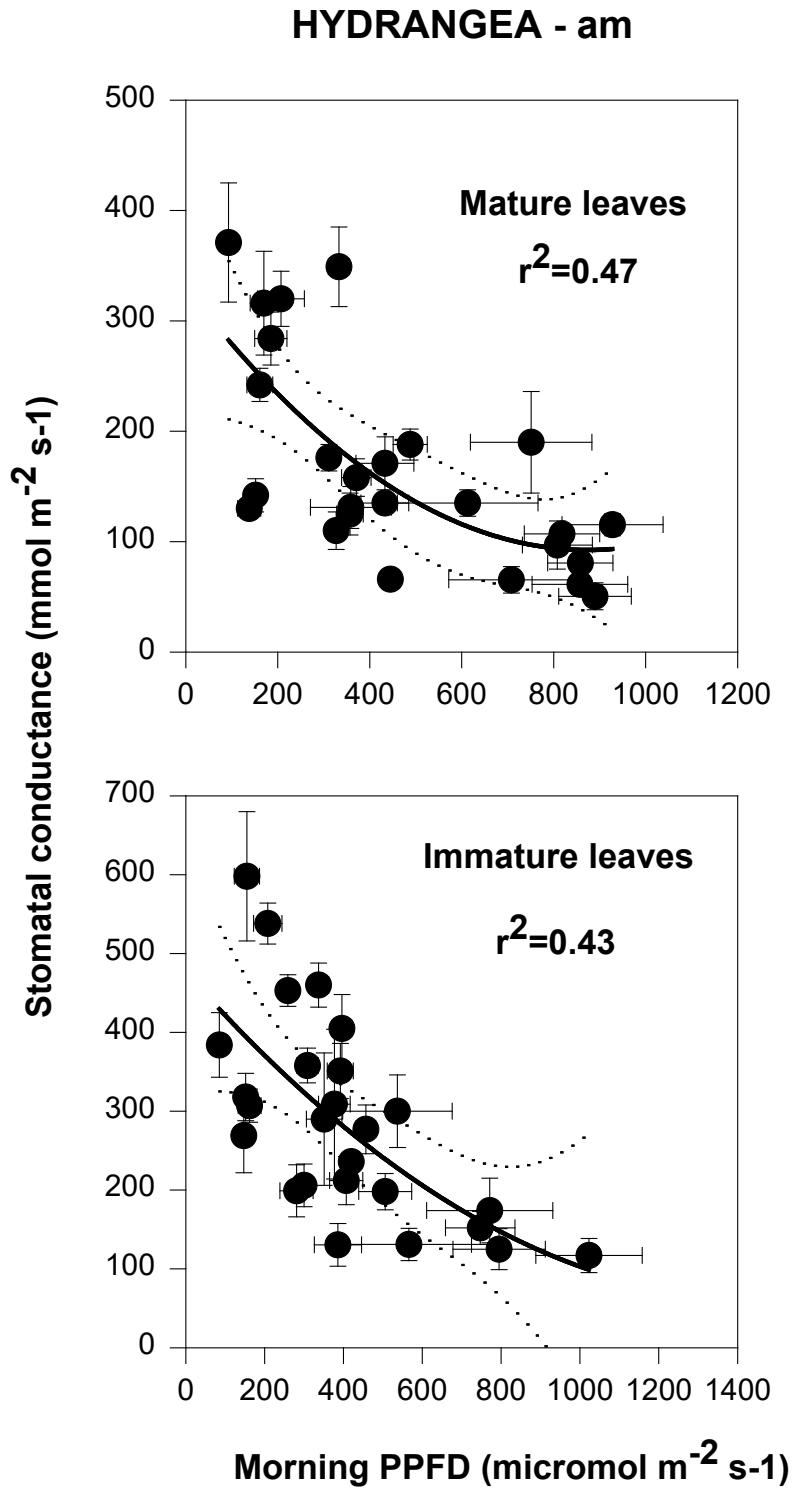 HYDRANGEA - am
Stomatal conductance (mmol m-2 s-1)
500
400
300
200
100
0
Mature leaves
r2=0.47
0 200 400 600 800 1000 1200
700
600
500
400
300
200
100
0
Immature leaves
r2=0.43
0 200 400 600 800 1000 1200 1400
Morning PPFD (micromol m-2 s-1)